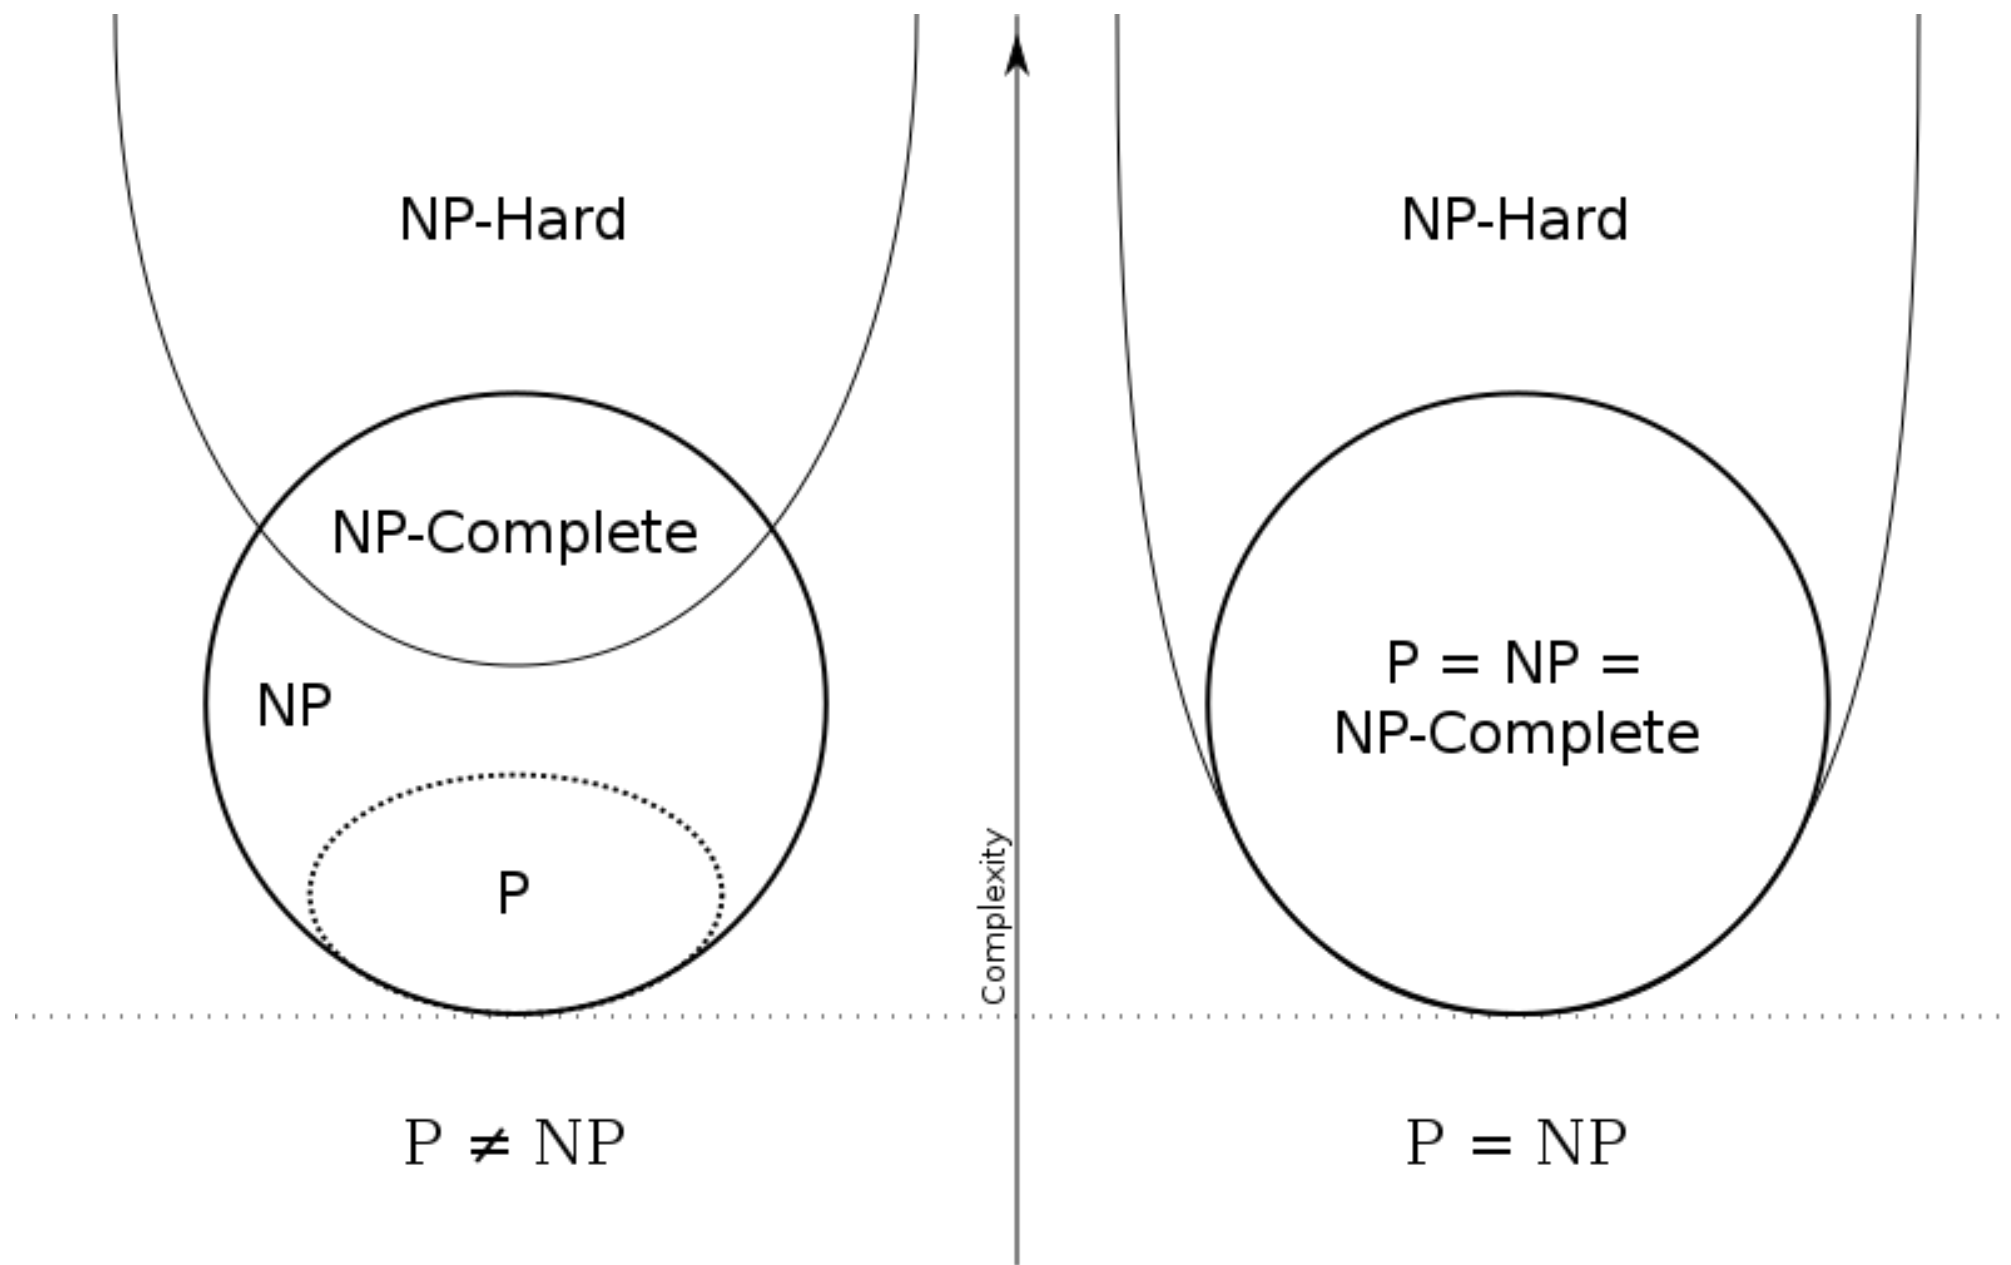 NP-Hard
NP-Complete
NP
P
P ≠ NP
Complexity
NP-Hard
P = NP =
NP-Complete
P = NP